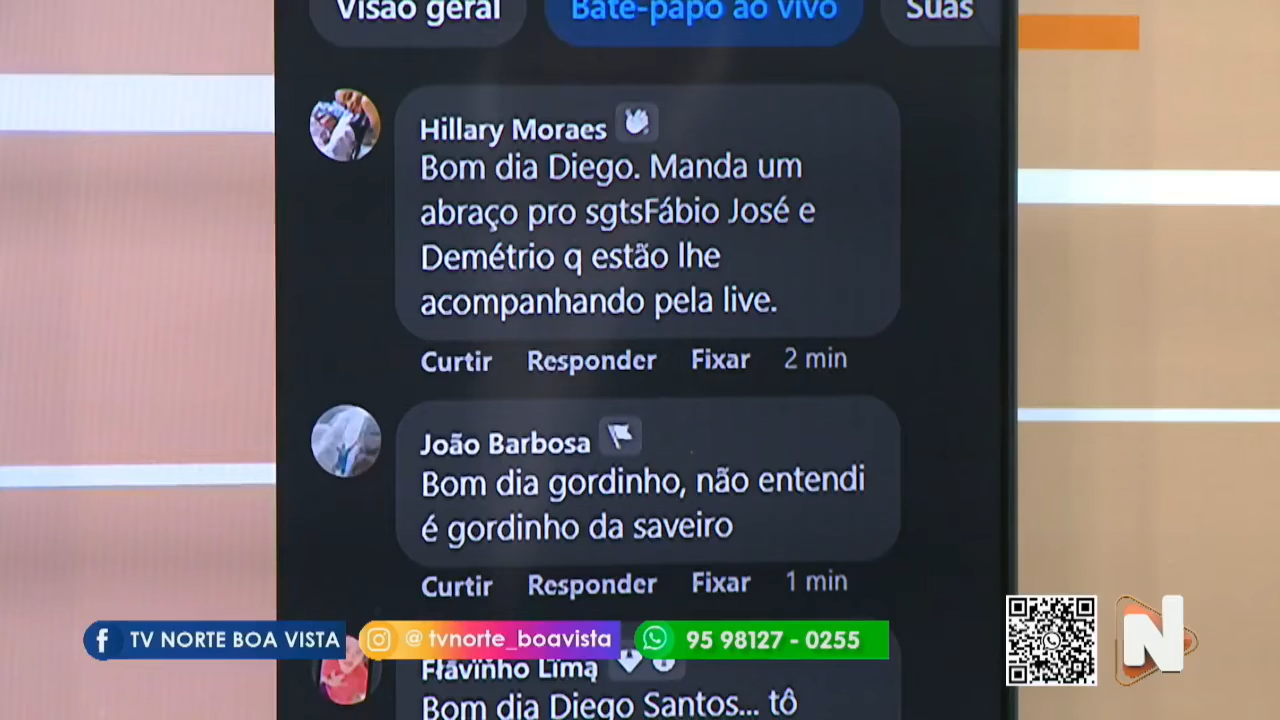 Visão geral
Bate-papo ao vivo
Suas
Hillary Moraes
Bom dia Diego. Manda um
abraço pro sgtsFábio José e
Demétrio q estão lhe
acompanhando pela live.
Curtir Responder Fixar 2 min
João Barbosa
Bom dia gordinho, não entendi
é gordinho da saveiro
Curtir Responder Fixar 1 min
Flávinho Lima
Bom dia Diego Santos... tô
TV NORTE BOA VISTA
@tvnorte_boavista
95 98127 - 0255
N